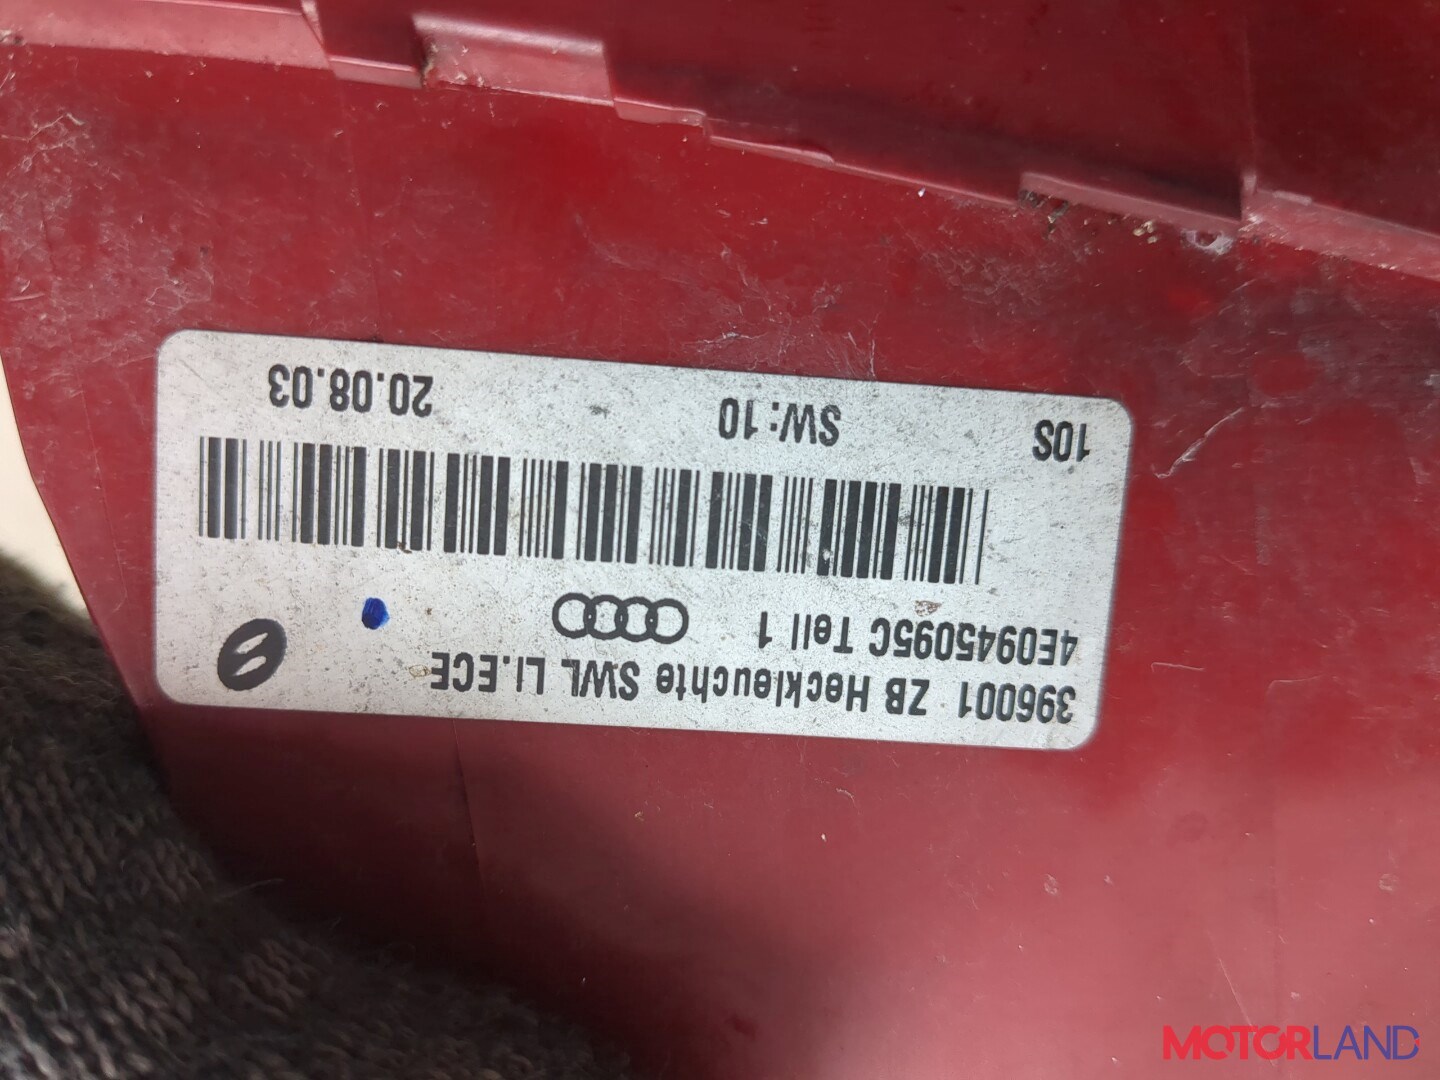 396001 ZB Heckleuchte SWL LI.ECE
4E0945095C Teil 1
10S SW:10 20.08.03
MOTORLAND